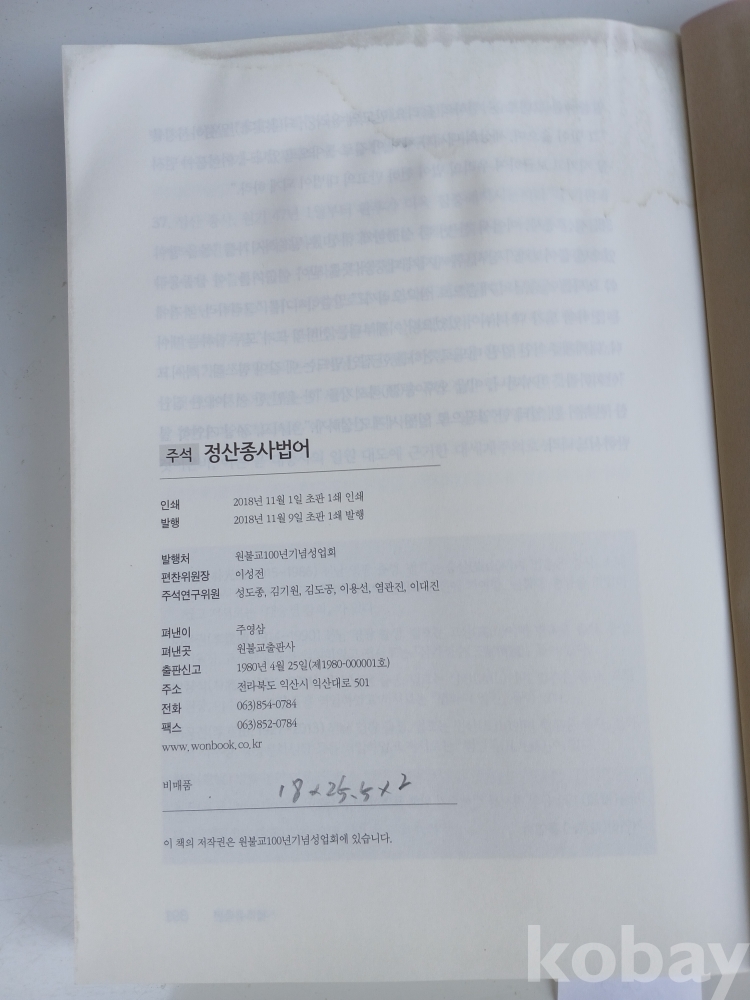 주석 정산종사법어
인쇄 2018년 11월 1일 초판 1쇄 인쇄
발행 2018년 11월 9일 초판 1쇄 발행
발행처 원불교100년기념성업회
편찬위원장 이성전
주석연구위원 성도종, 김기원, 김도공, 이용선, 염관진, 이대진
펴낸이 주영삼
펴낸곳 원불교출판사
출판신고 1980년 4월 25일(제1980-000001호)
주소 전라북도 익산시 익산대로 501
전화 063)854-0784
팩스 063)852-0784
www.wonbook.co.kr
비매품 18×25.5×2
이 책의 저작권은 원불교100년기념성업회에 있습니다.
kobay